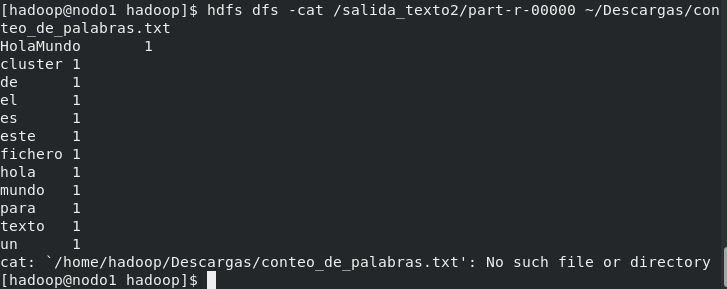 [hadoop@nodo1 hadoop]$ hdfs dfs -cat /salida_texto2/part-r-00000 ~/Descargas/con
teo_de_palabras.txt
HolaMundo	1
cluster	1
de	1
el	1
es	1
este	1
fichero	1
hola	1
mundo	1
para	1
texto	1
un	1
cat: `/home/hadoop/Descargas/conteo_de_palabras.txt': No such file or directory
[hadoop@nodo1 hadoop]$